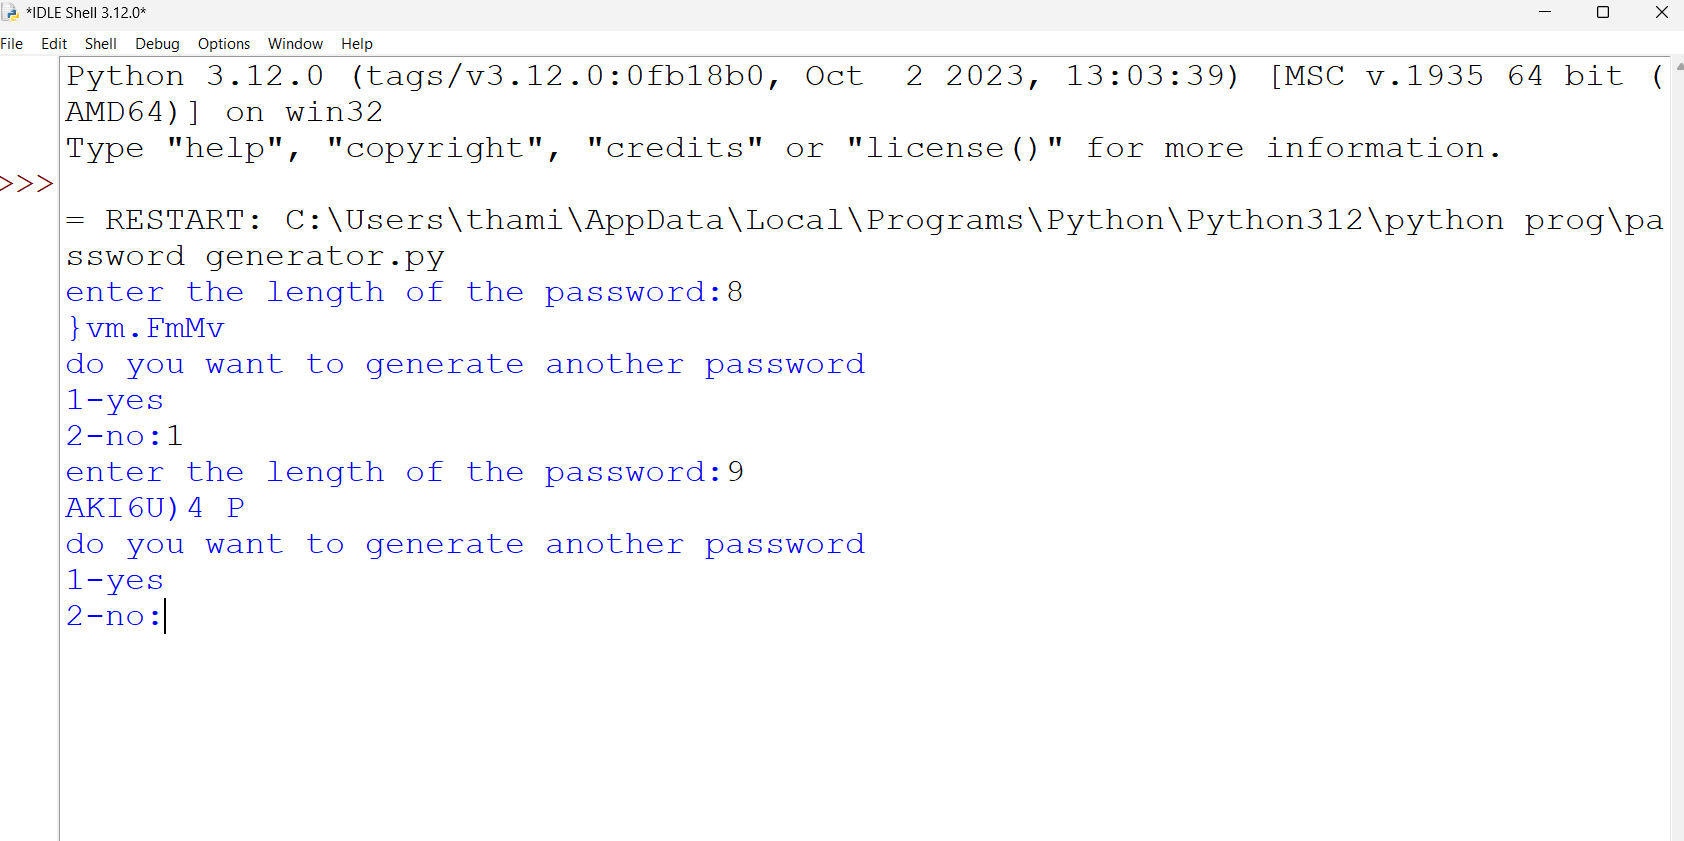 *IDLE Shell 3.12.0*
File Edit Shell Debug Options Window Help
Python 3.12.0 (tags/v3.12.0:0fb18b0, Oct  2 2023, 13:03:39) [MSC v.1935 64 bit (
AMD64)] on win32
Type "help", "copyright", "credits" or "license()" for more information.
>>>
= RESTART: C:\Users\thami\AppData\Local\Programs\Python\Python312\python prog\pa
ssword generator.py
enter the length of the password:8
}vm.FmMv
do you want to generate another password
1-yes
2-no:1
enter the length of the password:9
AKI6U)4 P
do you want to generate another password
1-yes
2-no: